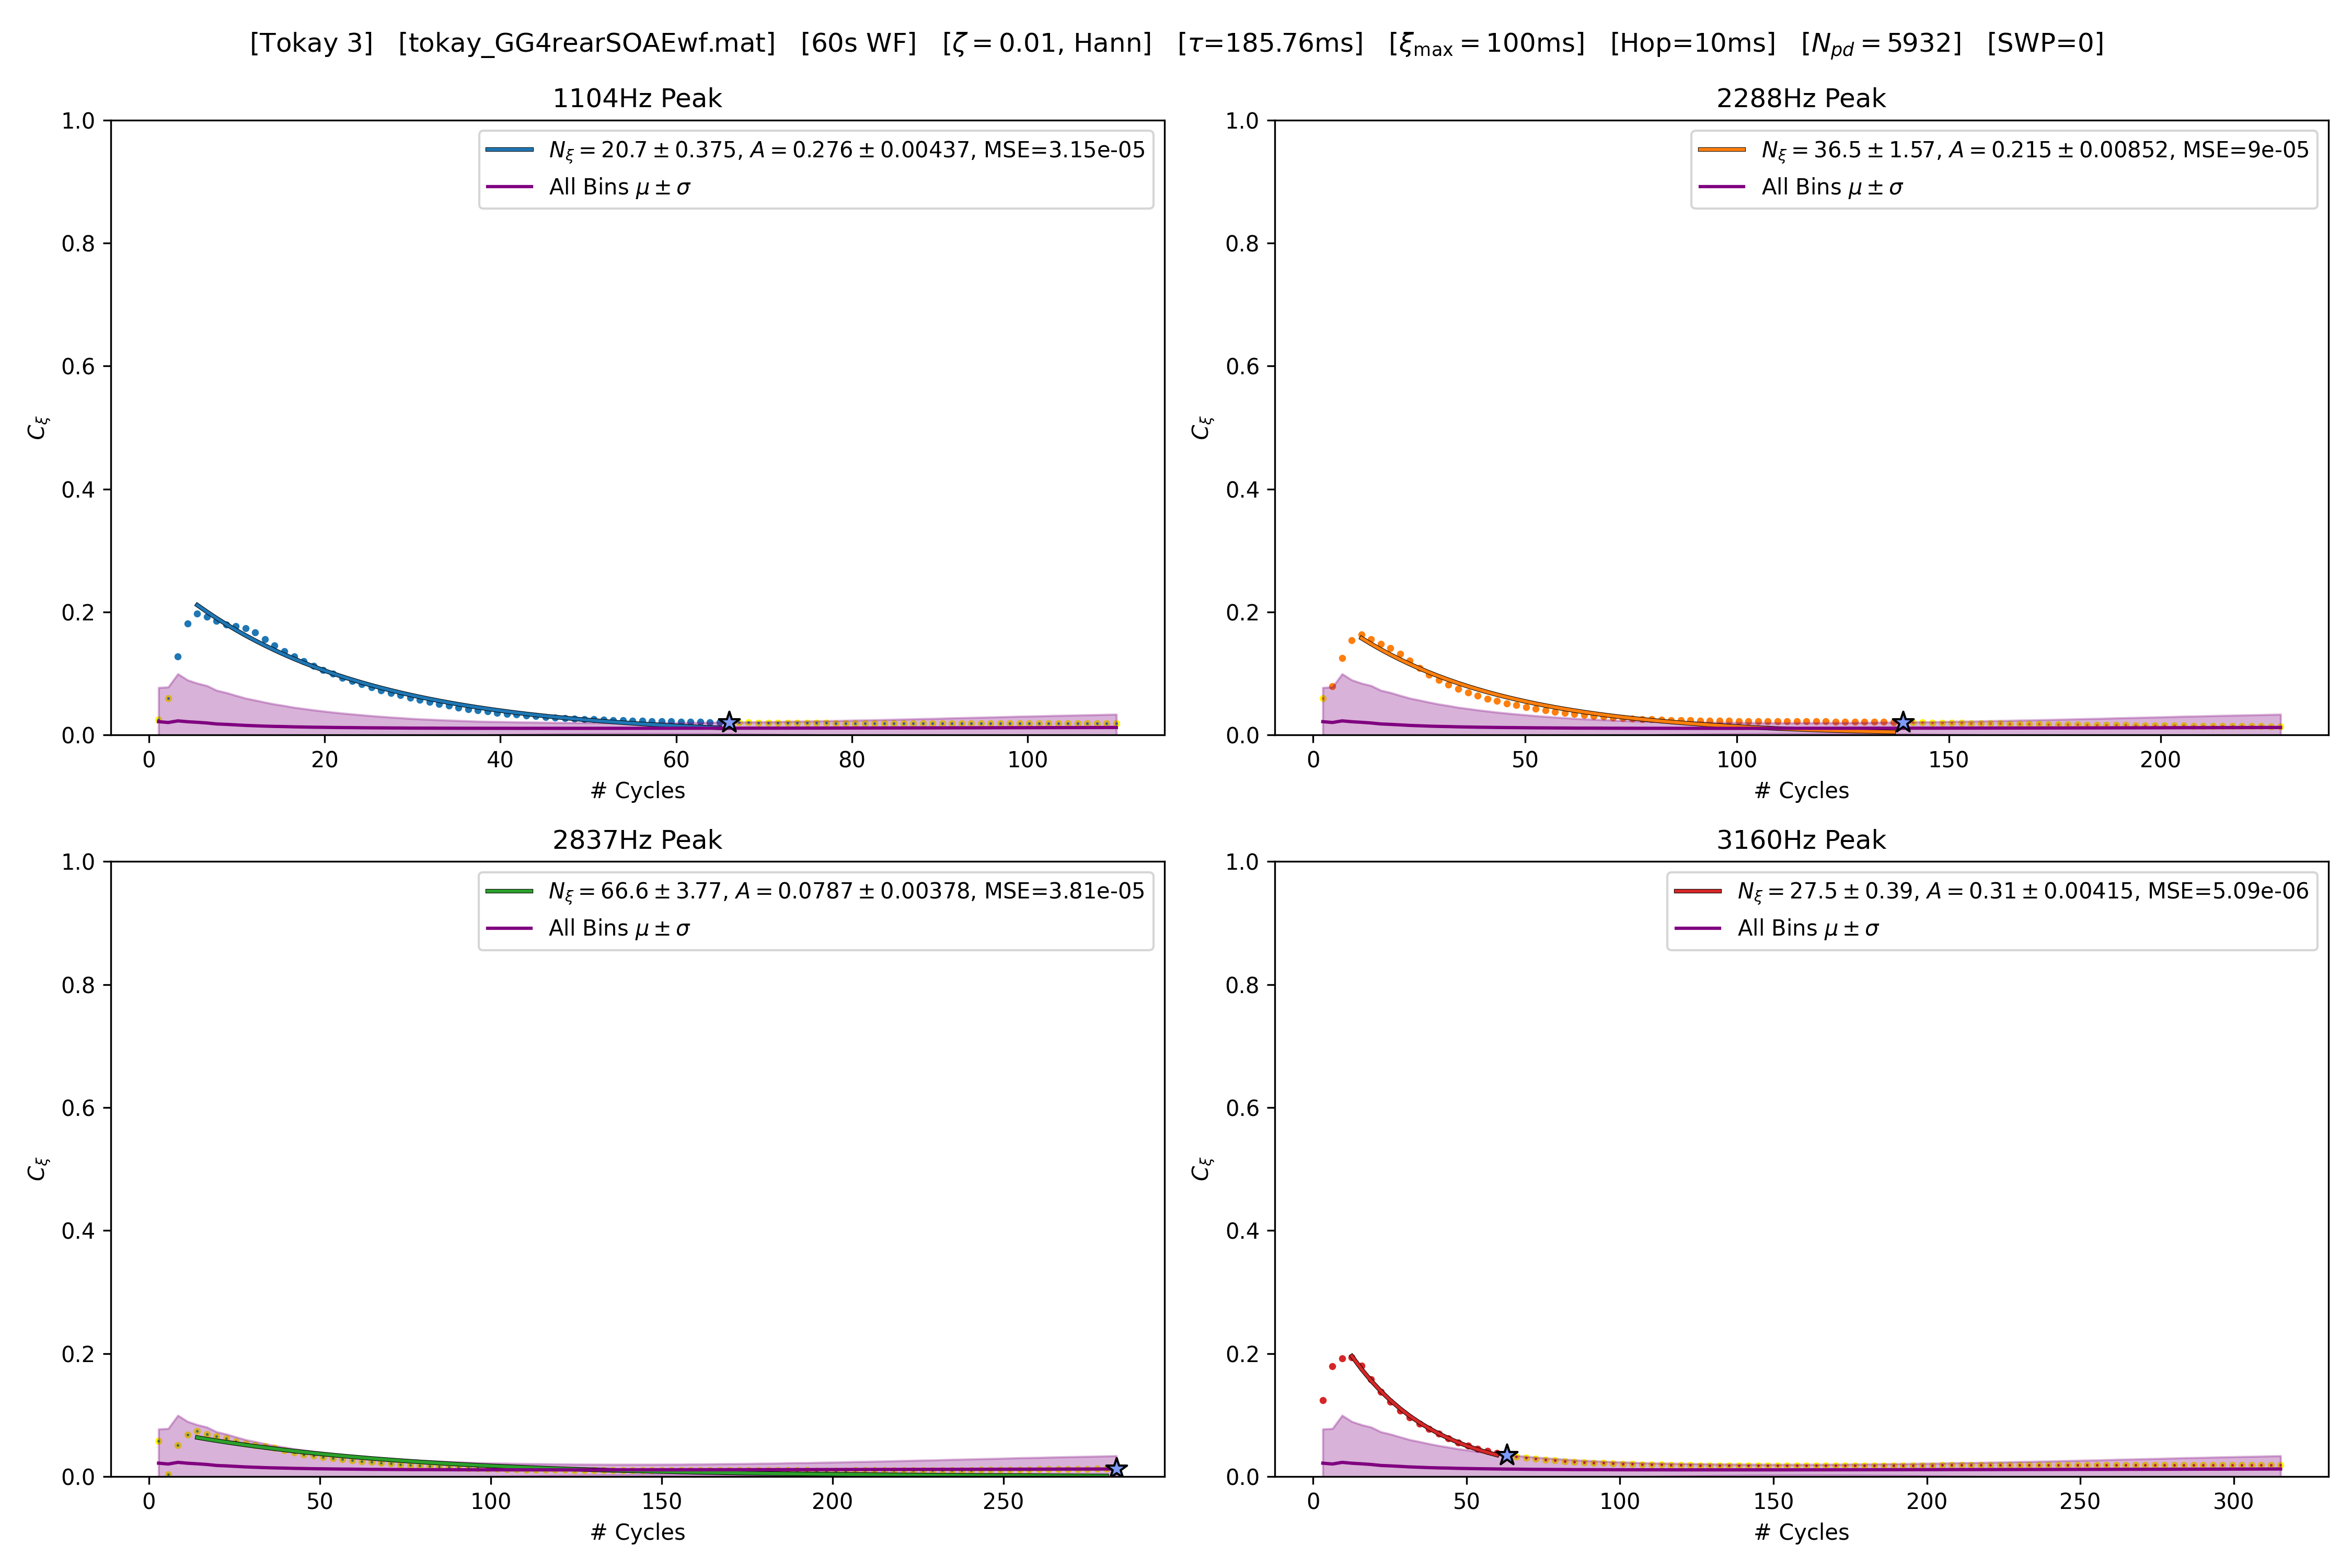 [Tokay 3]   [tokay_GG4rearSOAEwf.mat]   [60s WF]   [ζ = 0.01, Hann]   [τ=185.76ms]   [ξmax = 100ms]   [Hop=10ms]   [Npd = 5932]   [SWP=0]
1104Hz Peak
1.0
0.8
0.6
0.4
0.2
0.0
Cξ
0 20 40 60 80 100
# Cycles
Nξ = 20.7 ± 0.375, A = 0.276 ± 0.00437, MSE=3.15e-05
All Bins μ ± σ
2288Hz Peak
1.0
0.8
0.6
0.4
0.2
0.0
Cξ
0 50 100 150 200
# Cycles
Nξ = 36.5 ± 1.57, A = 0.215 ± 0.00852, MSE=9e-05
All Bins μ ± σ
2837Hz Peak
1.0
0.8
0.6
0.4
0.2
0.0
Cξ
0 50 100 150 200 250
# Cycles
Nξ = 66.6 ± 3.77, A = 0.0787 ± 0.00378, MSE=3.81e-05
All Bins μ ± σ
3160Hz Peak
1.0
0.8
0.6
0.4
0.2
0.0
Cξ
0 50 100 150 200 250 300
# Cycles
Nξ = 27.5 ± 0.39, A = 0.31 ± 0.00415, MSE=5.09e-06
All Bins μ ± σ